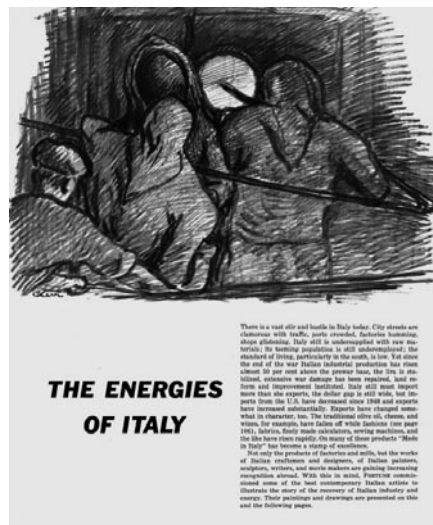 THE ENERGIES
OF ITALY
There is a vast stir and bustle in Italy today. City streets are
clamorous with traffic, ports crowded, factories humming,
shops glistening. Italy still is undersupplied with raw ma-
terials; its teeming population is still underemployed; the
standard of living, particularly in the south, is low. Yet since
the end of the war Italian industrial production has risen
almost 50 per cent above the prewar base, the lira is sta-
bilized, extensive war damage has been repaired, land re-
form and improvement instituted. Italy still must import
more than she exports, the dollar gap is still wide, but im-
ports from the U.S. have decreased since 1948 and exports
have increased substantially. Exports have changed some-
what in character, too. The traditional olive oil, cheese, and
wines, for example, have fallen off while fashions (see page
106), fabrics, finely made calculators, sewing machines, and
the like have risen rapidly. On many of these products "Made
in Italy" has become a stamp of excellence.
Not only the products of factories and mills, but the works
of Italian craftsmen and designers, of Italian painters,
sculptors, writers, and movie makers are gaining increasing
recognition abroad. With this in mind, FORTUNE commis-
sioned some of the best contemporary Italian artists to
illustrate the story of the recovery of Italian industry and
energy. Their paintings and drawings are presented on this
and the following pages.